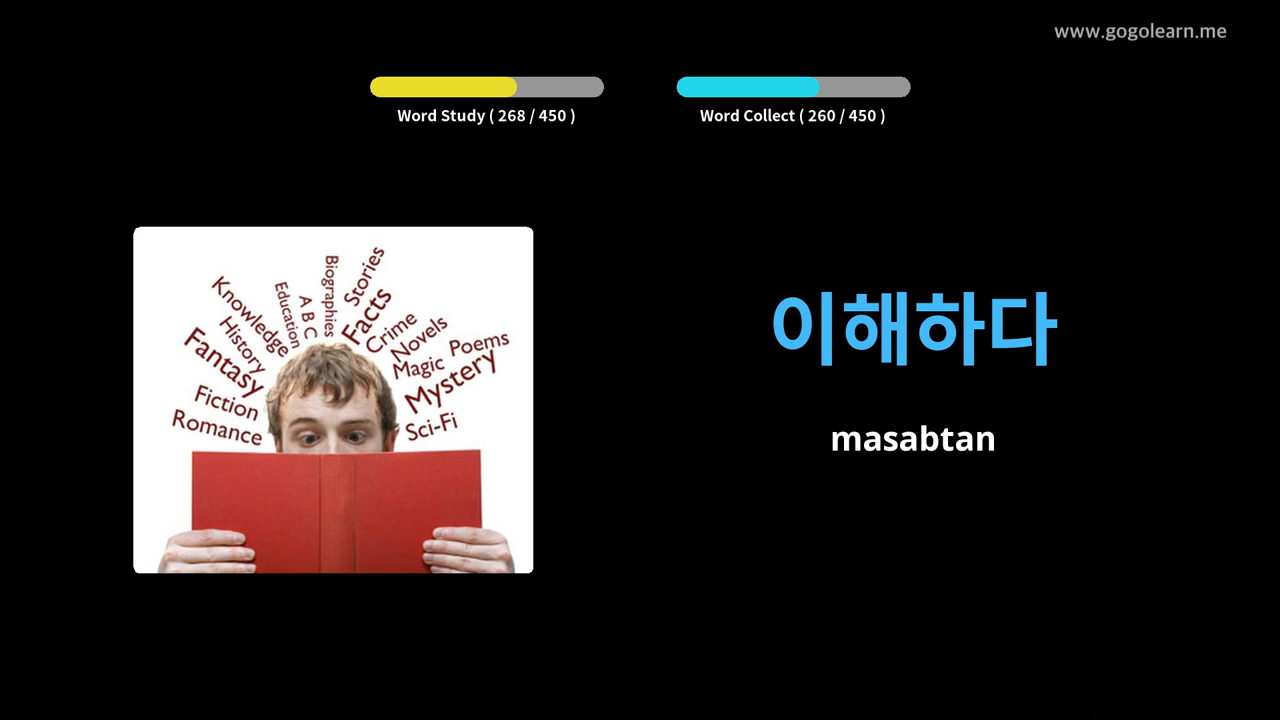 www.gogolearn.me
Word Study ( 268 / 450 )
Word Collect ( 260 / 450 )
Knowledge
History
Fantasy
Fiction
Romance
Education
A B C
Biographies
Stories
Facts
Crime
Novels
Magic
Poems
Mystery
Sci-Fi
이해하다
masabtan